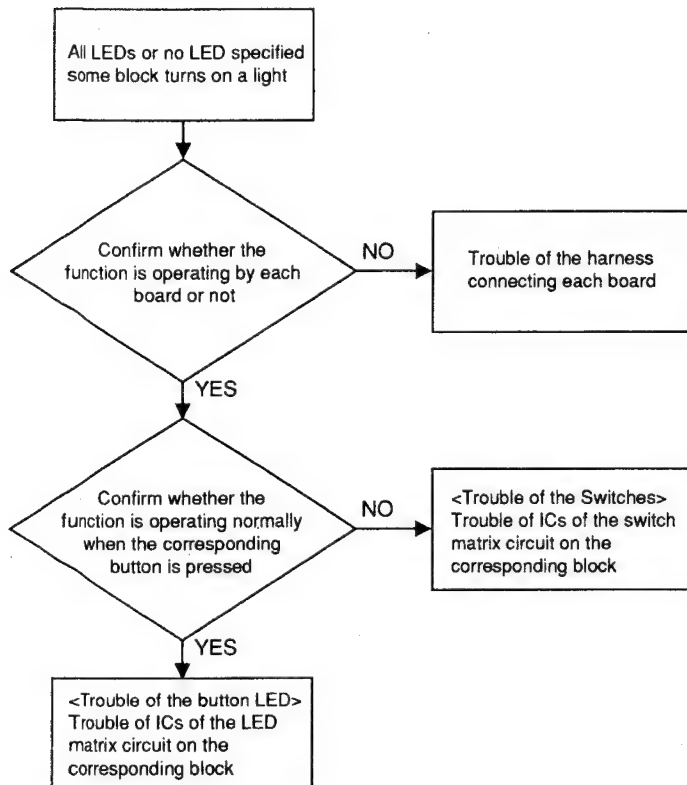 All LEDs or no LED specified
some block turns on a light
Confirm whether the
function is operating by each
board or not
NO
Trouble of the harness
connecting each board
YES
Confirm whether the
function is operating normally
when the corresponding
button is pressed
NO
<Trouble of the Switches>
Trouble of ICs of the switch
matrix circuit on the
corresponding block
YES
<Trouble of the button LED>
Trouble of ICs of the LED
matrix circuit on the
corresponding block